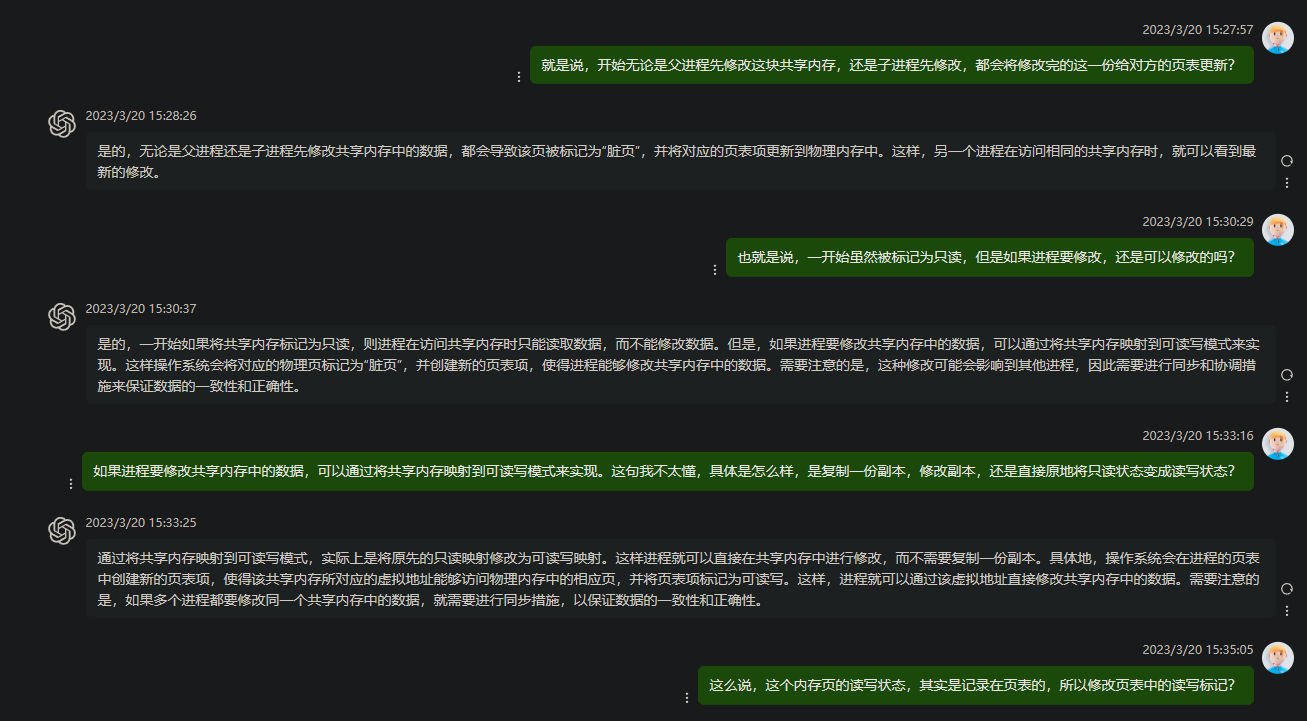 2023/3/20 15:27:57
就是说，开始无论是父进程先修改这块共享内存，还是子进程先修改，都会将修改完的这一份给对方的页表更新？
2023/3/20 15:28:26
是的，无论是父进程还是子进程先修改共享内存中的数据，都会导致该页被标记为“脏页”，并将对应的页表项更新到物理内存中。这样，另一个进程在访问相同的共享内存时，就可以看到最
新的修改。
2023/3/20 15:30:29
也就是说，一开始虽然被标记为只读，但是如果进程要修改，还是可以修改的吗？
2023/3/20 15:30:37
是的，一开始如果将共享内存标记为只读，则进程在访问共享内存时只能读取数据，而不能修改数据。但是，如果进程要修改共享内存中的数据，可以通过将共享内存映射到可读写模式来实
现。这样操作系统会将对应的物理页标记为“脏页”，并创建新的页表项，使得进程能够修改共享内存中的数据。需要注意的是，这种修改可能会影响到其他进程，因此需要进行同步和协调措
施来保证数据的一致性和正确性。
2023/3/20 15:33:16
如果进程要修改共享内存中的数据，可以通过将共享内存映射到可读写模式来实现。这句我不太懂，具体是怎么样，是复制一份副本，修改副本，还是直接原地将只读状态变成读写状态？
2023/3/20 15:33:25
通过将共享内存映射到可读写模式，实际上是将原先的只读映射修改为可读写映射。这样进程就可以直接在共享内存中进行修改，而不需要复制一份副本。具体地，操作系统会在进程的页表
中创建新的页表项，使得该共享内存所对应的虚拟地址能够访问物理内存中的相应页，并将页表项标记为可读写。这样，进程就可以通过该虚拟地址直接修改共享内存中的数据。需要注意的
是，如果多个进程都要修改同一个共享内存中的数据，就需要进行同步措施，以保证数据的一致性和正确性。
2023/3/20 15:35:05
这么说，这个内存页的读写状态，其实是记录在页表的，所以修改页表中的读写标记？